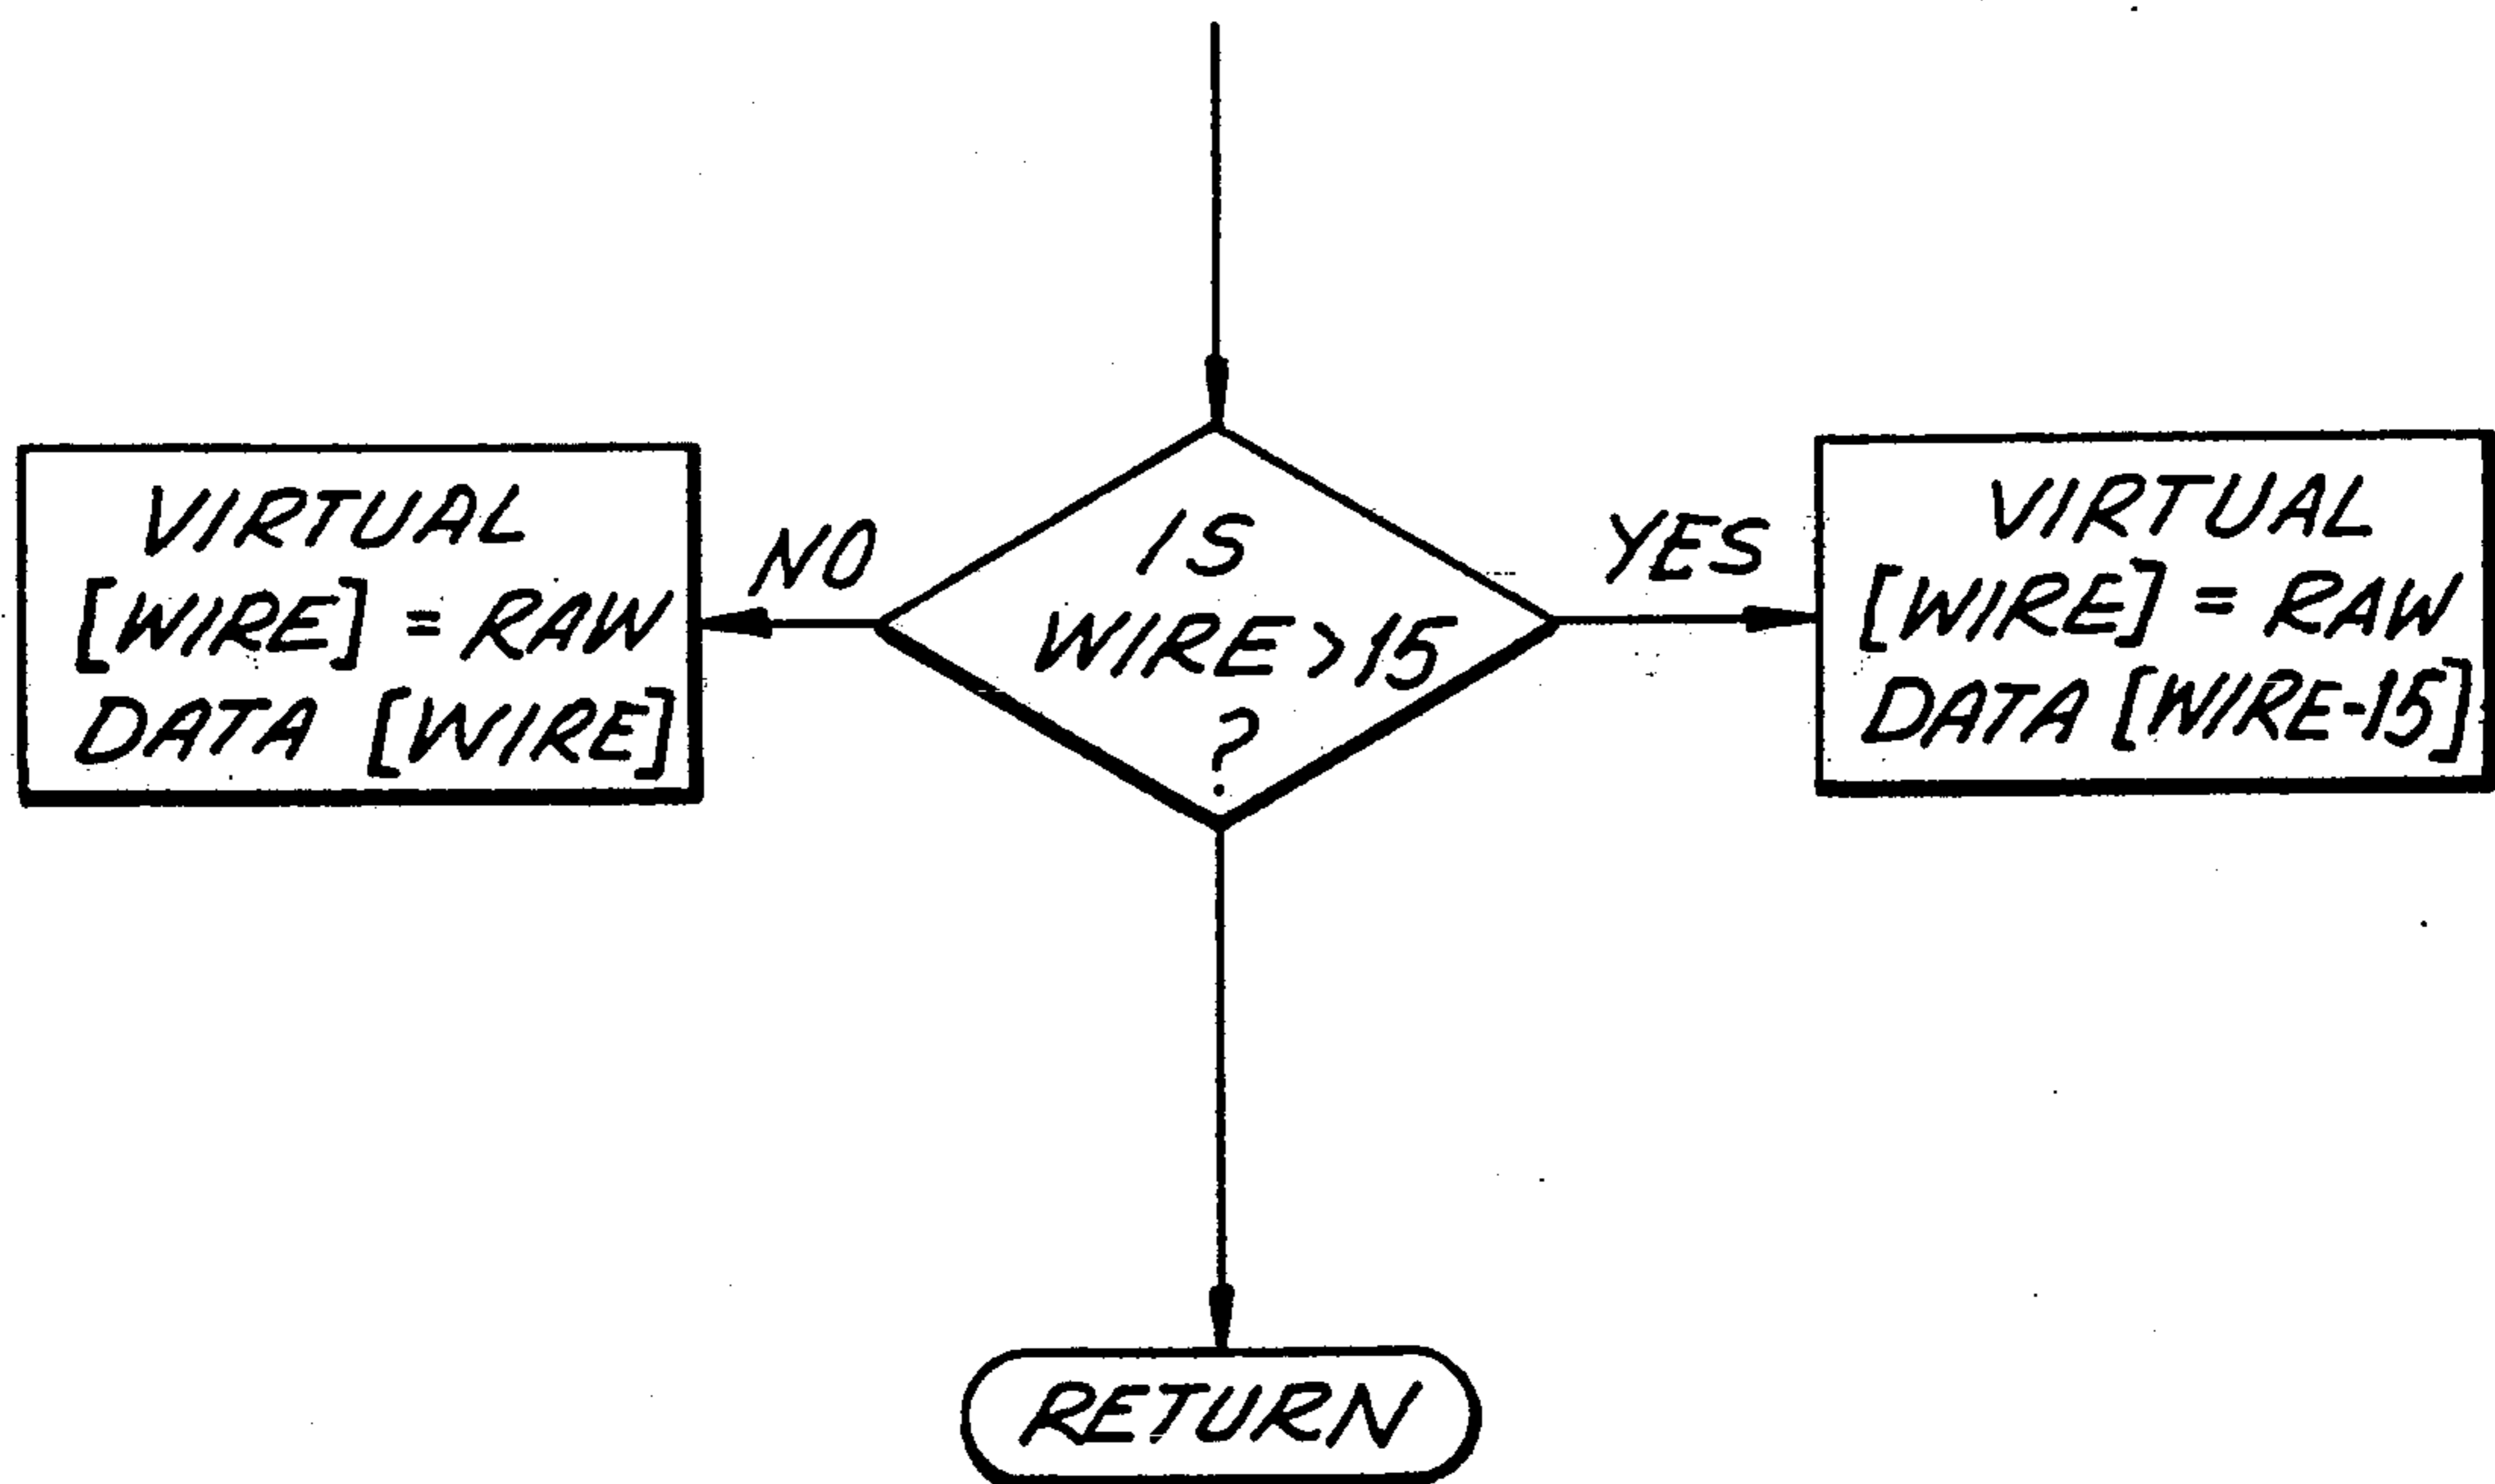 VIRTUAL
[WIRE] = RAW
DATA [WIRE]
NO
IS
WIRE > 15
?
YES
VIRTUAL
[WIRE] = RAW
DATA [WIRE-15]
RETURN